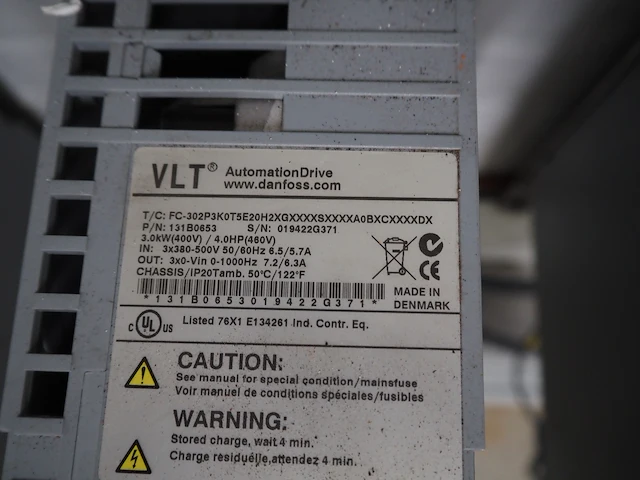 VLT® AutomationDrive
www.danfoss.com
T/C: FC-302P3K0T5E20H2XGXXXXSXXXXA0BXCXXXXDX
P/N: 131B0653 S/N: 019422G371
3.0kW(400V) / 4.0HP(460V)
IN: 3x380-500V 50/60Hz 6.5/5.7A
OUT: 3x0-Vin 0-1000Hz 7.2/6.3A
CHASSIS/IP20Tamb. 50°C/122°F
*131B0653019422G371*
MADE IN
DENMARK
c UL US Listed 76X1 E134261 Ind. Contr. Eq.
CAUTION:
See manual for special condition/mainsfuse
Voir manuel de conditions spéciales/fusibles
WARNING:
Stored charge, wait 4 min.
Charge résiduelle,attendez 4 min.